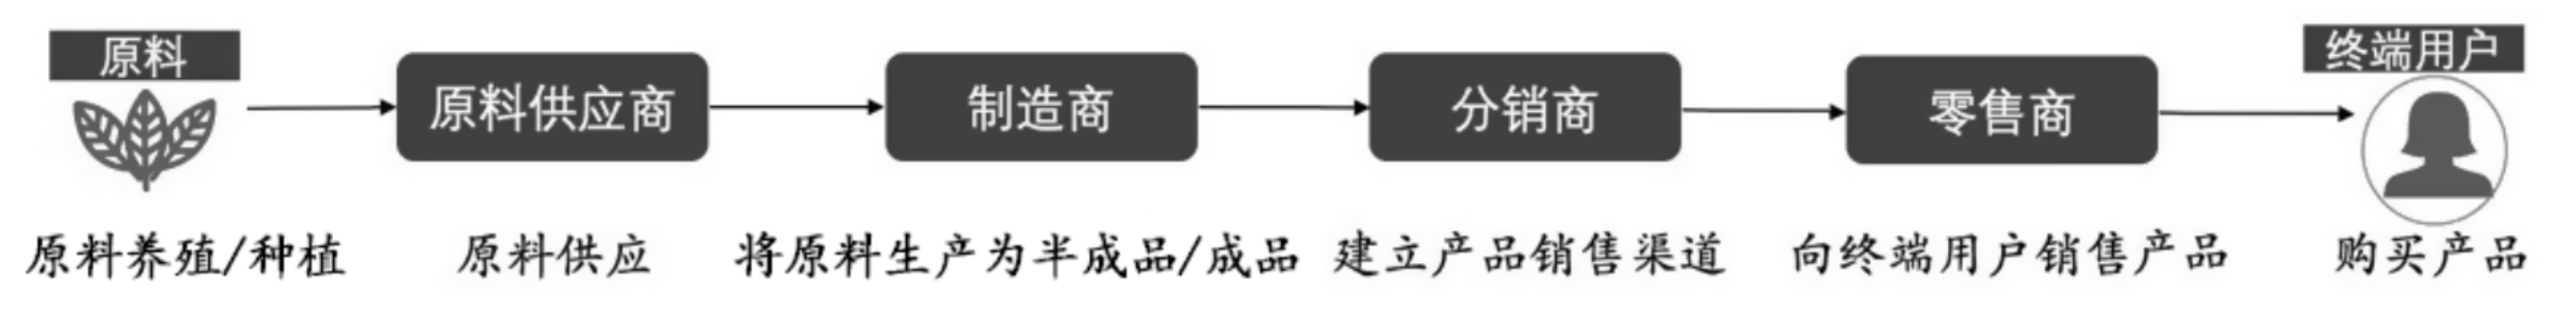 原料
终端用户
原料供应商
制造商
分销商
零售商
原料养殖/种植
原料供应
将原料生产为半成品/成品
建立产品销售渠道
向终端用户销售产品
购买产品